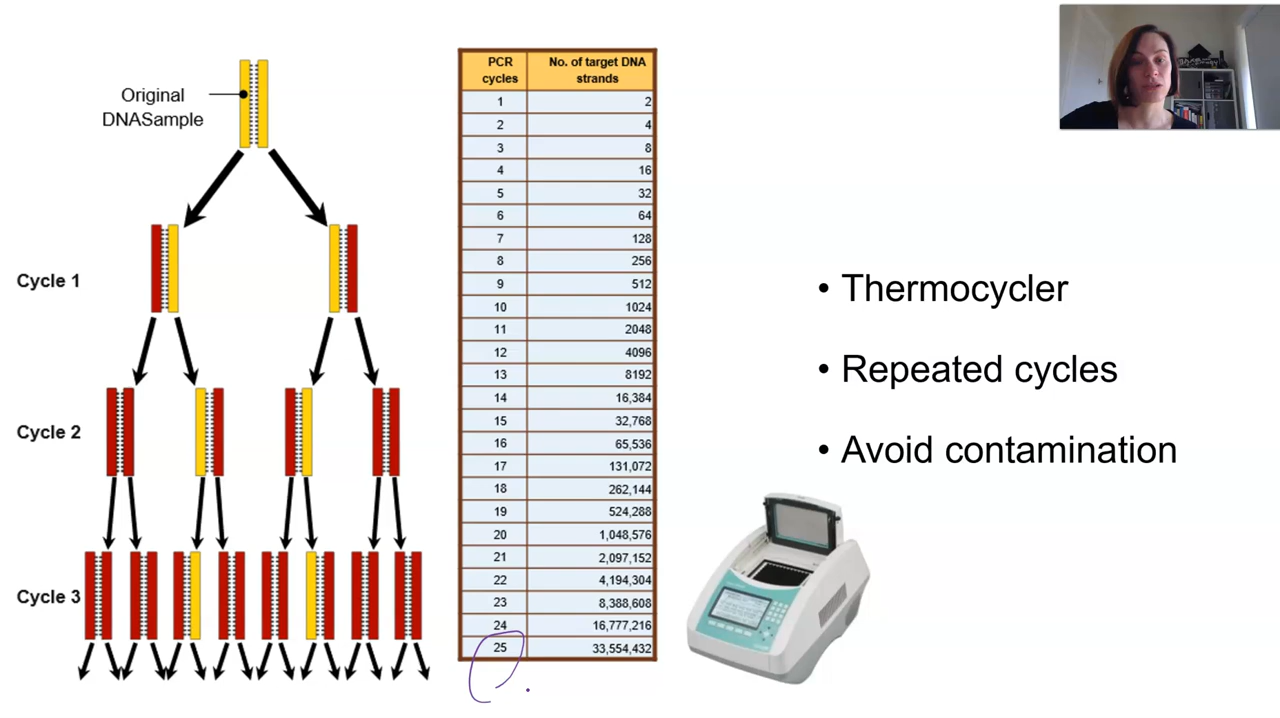 Original
DNASample
Cycle 1
Cycle 2
Cycle 3
PCR cycles No. of target DNA strands
1 2
2 4
3 8
4 16
5 32
6 64
7 128
8 256
9 512
10 1024
11 2048
12 4096
13 8192
14 16,384
15 32,768
16 65,536
17 131,072
18 262,144
19 524,288
20 1,048,576
21 2,097,152
22 4,194,304
23 8,388,608
24 16,777,216
25 33,554,432
• Thermocycler
• Repeated cycles
• Avoid contamination